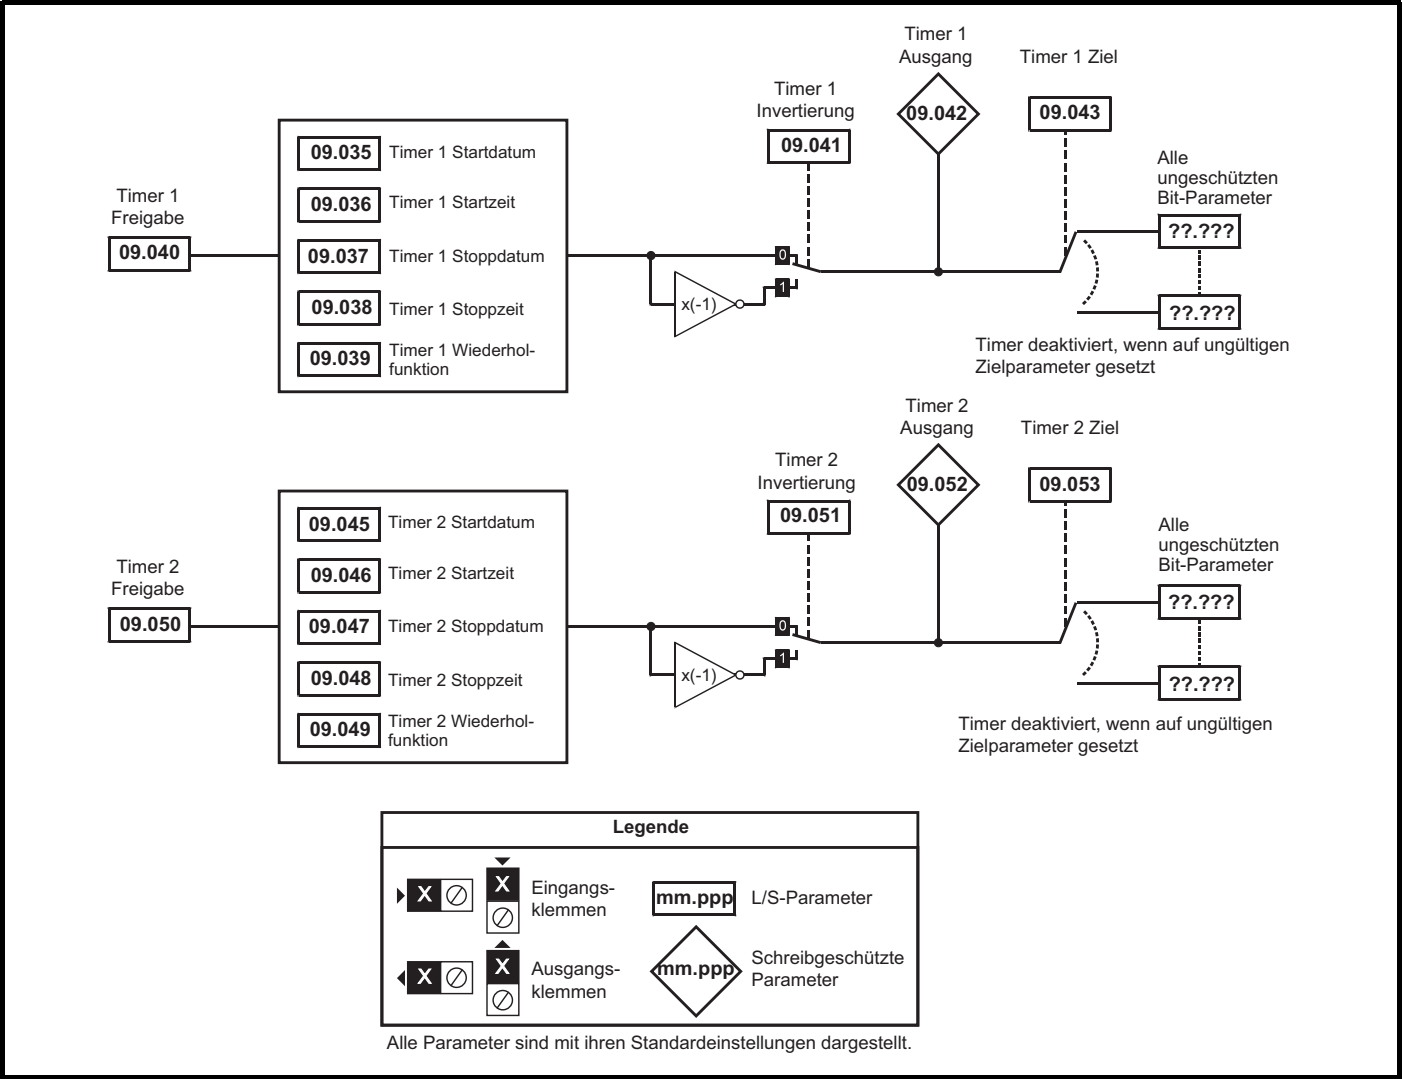 Timer 1
Ausgang
Timer 1 Ziel
Timer 1
Invertierung
09.042
09.043
09.041
09.035 Timer 1 Startdatum
09.036 Timer 1 Startzeit
09.037 Timer 1 Stoppdatum
09.038 Timer 1 Stoppzeit
09.039 Timer 1 Wiederhol-
funktion
Timer 1
Freigabe
09.040
x(-1)
0
1
Alle
ungeschützten
Bit-Parameter
??.???
??.???
Timer deaktiviert, wenn auf ungültigen
Zielparameter gesetzt
Timer 2
Ausgang
Timer 2 Ziel
Timer 2
Invertierung
09.052
09.053
09.051
09.045 Timer 2 Startdatum
09.046 Timer 2 Startzeit
09.047 Timer 2 Stoppdatum
09.048 Timer 2 Stoppzeit
09.049 Timer 2 Wiederhol-
funktion
Timer 2
Freigabe
09.050
x(-1)
0
1
Alle
ungeschützten
Bit-Parameter
??.???
??.???
Timer deaktiviert, wenn auf ungültigen
Zielparameter gesetzt
Legende
X
X
Eingangs-
klemmen
mm.ppp
L/S-Parameter
X
X
Ausgangs-
klemmen
mm.ppp
Schreibgeschützte
Parameter
Alle Parameter sind mit ihren Standardeinstellungen dargestellt.